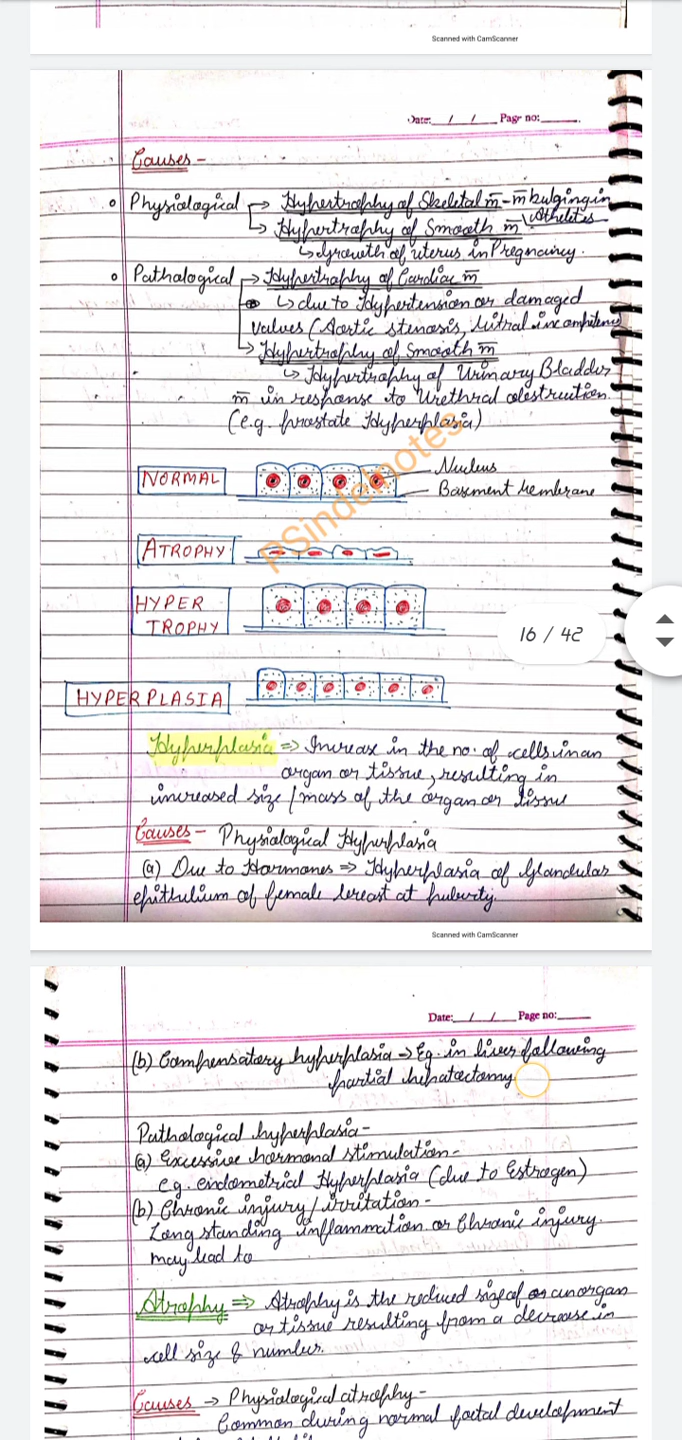 Scanned with CamScanner
Date: / / Page no:
Causes -
Physiological → Hypertrophy of Skeletal m̄ - m̄ bulging in Atheletes
↳ Hypertrophy of Smooth m̄
↳ Growth of uterus in Pregnancy.
Pathological → Hypertrophy of Cardiac m̄
↳ due to Hypertension or damaged
valves (Aortic stenosis, Mitral incompetence
↳ Hypertrophy of Smooth m̄
↳ Hypertrophy of Urinary Bladder
m̄ in response to Urethral obstruction
(e.g. prostate Hyperplasia)
PSindelnotes
NORMAL
Nucleus
Basement Membrane
ATROPHY
HYPER
TROPHY
16 / 42
HYPERPLASIA
Hyperplasia ⇒ Increase in the no. of cells in an
organ or tissue, resulting in
increased size / mass of the organ or tissue
Causes - Physiological Hyperplasia
(a) Due to Hormones ⇒ Hyperplasia of Glandular
epithelium of female breast at puberty.
Scanned with CamScanner
Date: / / Page no:
(b) Compensatory hyperplasia → Eg. in liver following
partial hepatectomy
Pathological hyperplasia -
(a) Excessive hormonal stimulation -
e.g. endometrial Hyperplasia (due to Estrogen)
(b) Chronic injury / irritation -
Long standing inflammation or Chronic injury
may lead to
Atrophy ⇒ Atrophy is the reduced size of an organ
or tissue resulting from a decrease in
cell size & number.
Causes → Physiological atrophy -
Common during normal foetal development